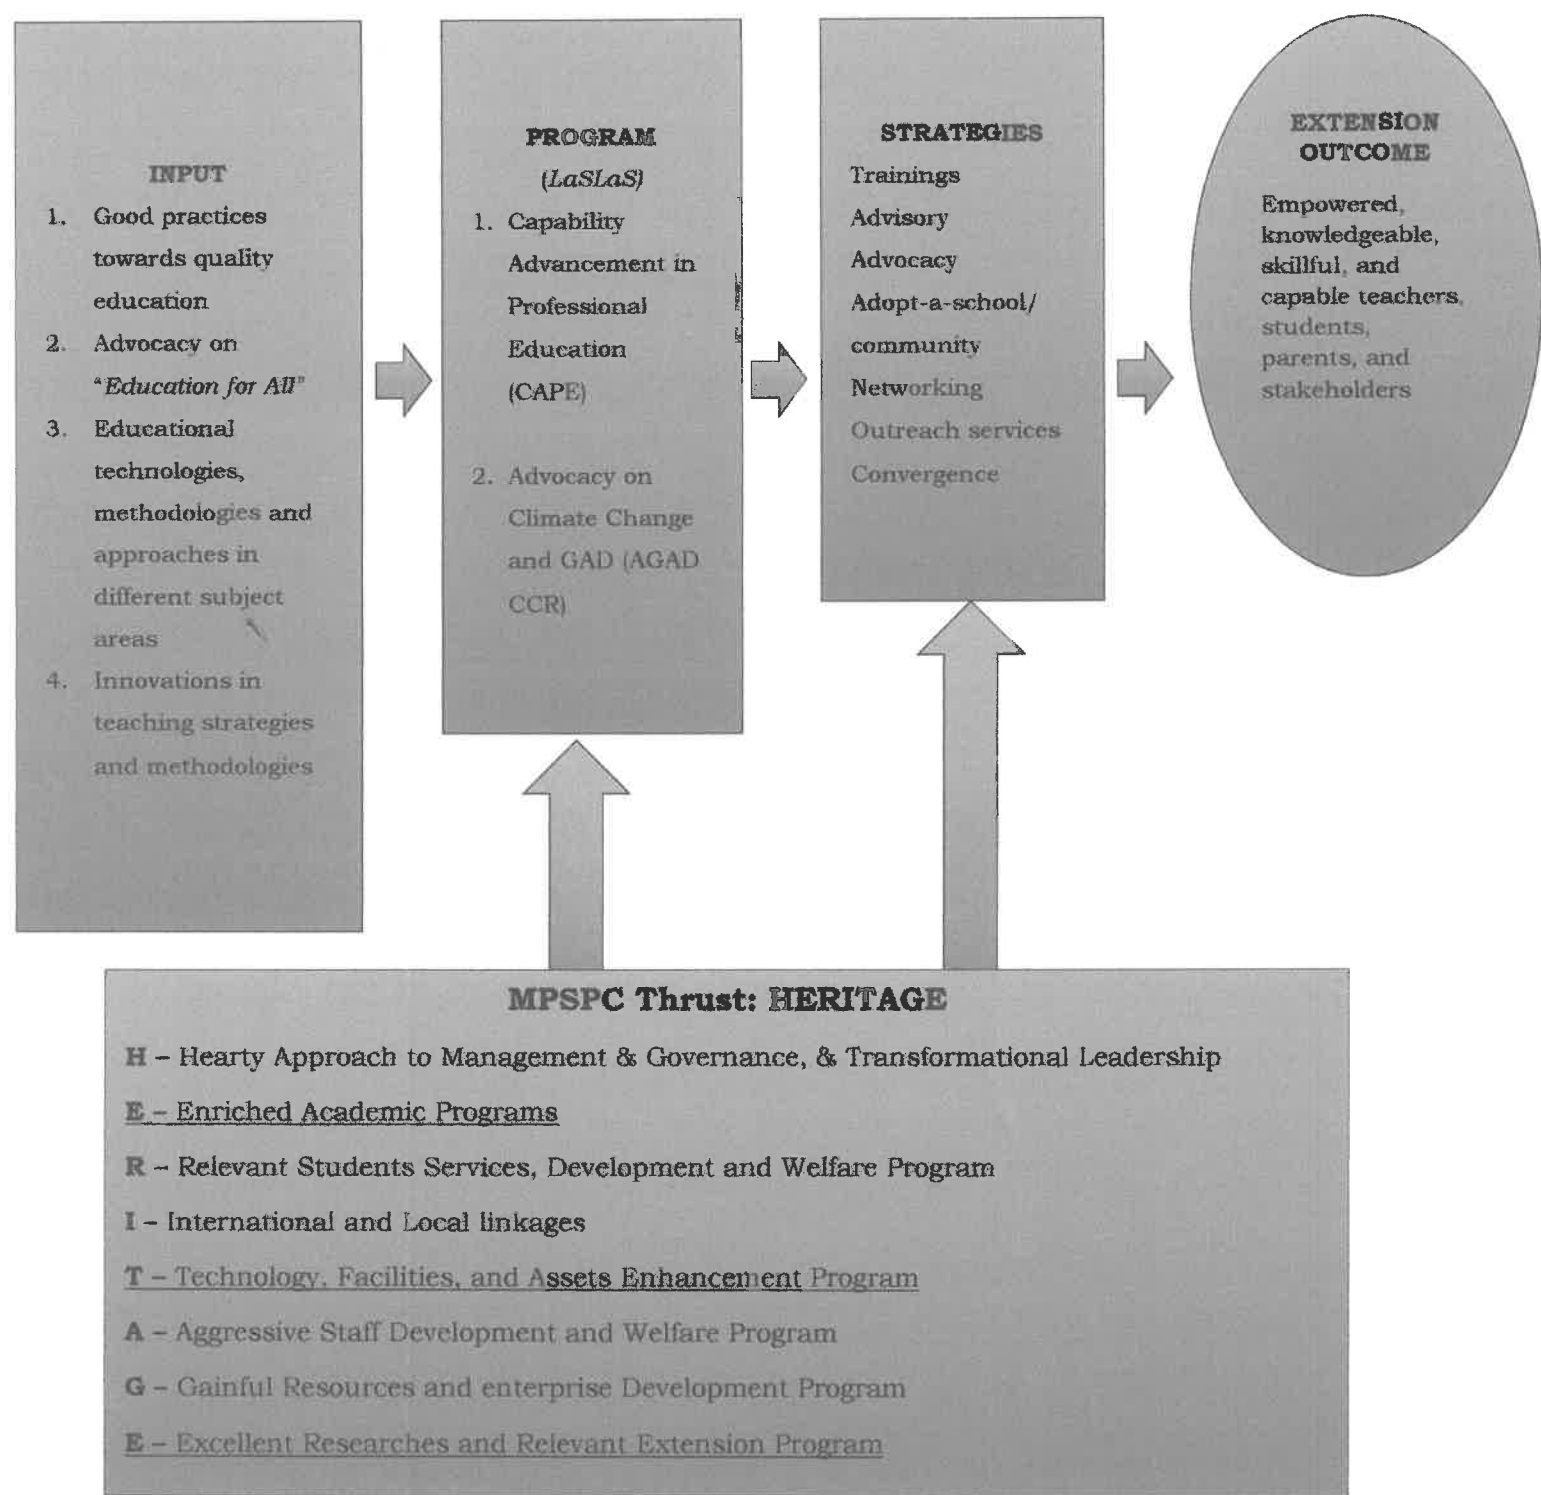 INPUT
1. Good practices
towards quality
education
2. Advocacy on
"Education for All"
3. Educational
technologies,
methodologies and
approaches in
different subject
areas
4. Innovations in
teaching strategies
and methodologies
PROGRAM
(LaSLaS)
1. Capability
Advancement in
Professional
Education
(CAPE)
2. Advocacy on
Climate Change
and GAD (AGAD
CCR)
STRATEGIES
Trainings
Advisory
Advocacy
Adopt-a-school/
community
Networking
Outreach services
Convergence
EXTENSION
OUTCOME
Empowered,
knowledgeable,
skillful, and
capable teachers,
students,
parents, and
stakeholders
MPSPC Thrust: HERITAGE
H – Hearty Approach to Management & Governance, & Transformational Leadership
E – Enriched Academic Programs
R – Relevant Students Services, Development and Welfare Program
I – International and Local linkages
T – Technology, Facilities, and Assets Enhancement Program
A – Aggressive Staff Development and Welfare Program
G – Gainful Resources and enterprise Development Program
E – Excellent Researches and Relevant Extension Program